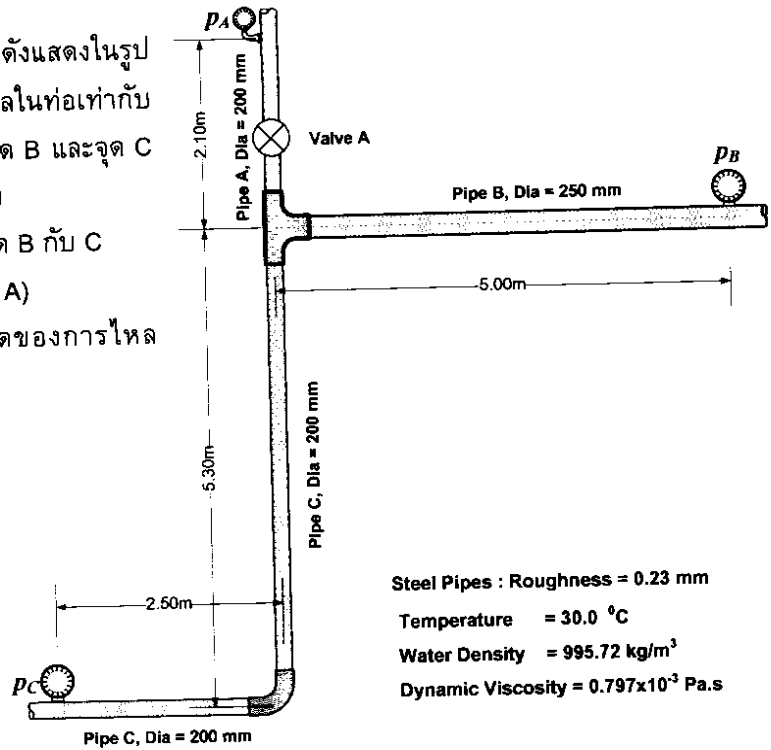 ดังแสดงในรูป
ลในท่อเท่ากับ
ด B และจุด C
ด B กับ C
A)
ดของการไหล
pA
2.10m
Pipe A, Dia = 200 mm
Valve A
pB
Pipe B, Dia = 250 mm
5.00m
5.30m
Pipe C, Dia = 200 mm
2.50m
pC
Pipe C, Dia = 200 mm
Steel Pipes : Roughness = 0.23 mm
Temperature = 30.0 ⁰C
Water Density = 995.72 kg/m³
Dynamic Viscosity = 0.797x10⁻³ Pa.s